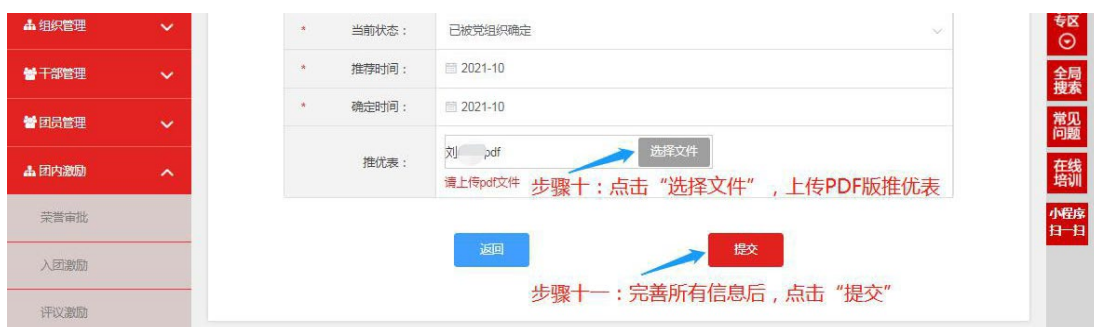 组织管理
干部管理
团员管理
团内激励
荣誉审批
入团激励
评议激励
* 当前状态： 已被党组织确定
* 推荐时间： 2021-10
* 确定时间： 2021-10
推优表： 刘 pdf 选择文件
请上传pdf文件
步骤十：点击“选择文件”，上传PDF版推优表
返回 提交
步骤十一：完善所有信息后，点击“提交”
专区
全局
搜索
常见
问题
在线
培训
小程序
扫一扫